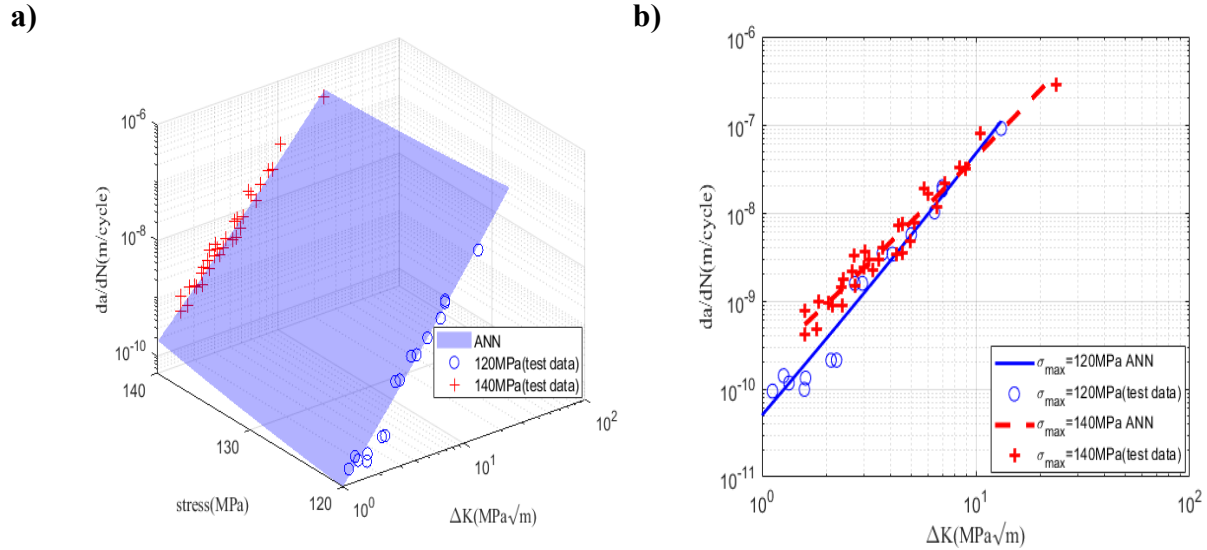 a)
da/dN(m/cycle)
10^-6
10^-8
10^-10
140
130
120
stress(MPa)
10^0
10^1
10^2
ΔK(MPa√m)
ANN
120MPa(test data)
140MPa(test data)
b)
da/dN(m/cycle)
10^-6
10^-7
10^-8
10^-9
10^-10
10^-11
10^0
10^1
10^2
ΔK(MPa√m)
σmax=120MPa ANN
σmax=120MPa(test data)
σmax=140MPa ANN
σmax=140MPa(test data)